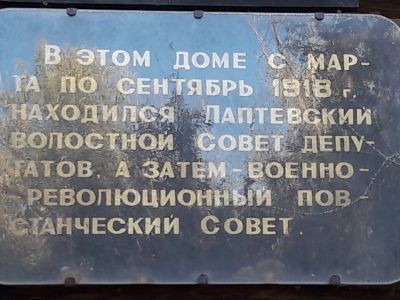 В ЭТОМ ДОМЕ С МАР-
ТА ПО СЕНТЯБРЬ 1918 г.
НАХОДИЛСЯ ЛАПТЕВСКИЙ
ВОЛОСТНОЙ СОВЕТ ДЕПУ-
ТАТОВ, А ЗАТЕМ - ВОЕННО-
РЕВОЛЮЦИОННЫЙ ПОВ-
СТАНЧЕСКИЙ СОВЕТ.